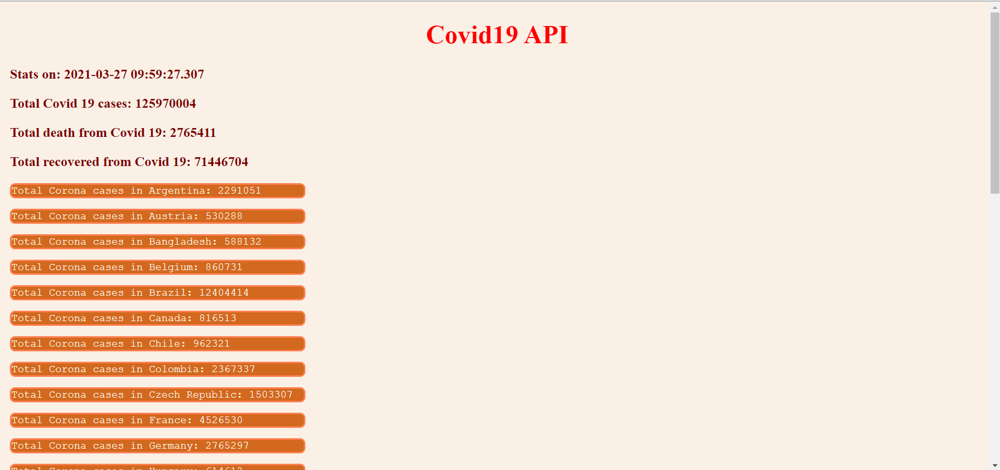 Covid19 API
Stats on: 2021-03-27 09:59:27.307
Total Covid 19 cases: 125970004
Total death from Covid 19: 2765411
Total recovered from Covid 19: 71446704
Total Corona cases in Argentina: 2291051
Total Corona cases in Austria: 530288
Total Corona cases in Bangladesh: 588132
Total Corona cases in Belgium: 860731
Total Corona cases in Brazil: 12404414
Total Corona cases in Canada: 816513
Total Corona cases in Chile: 962321
Total Corona cases in Colombia: 2367337
Total Corona cases in Czech Republic: 1503307
Total Corona cases in France: 4526530
Total Corona cases in Germany: 2765297
Total Corona cases in Hungary: